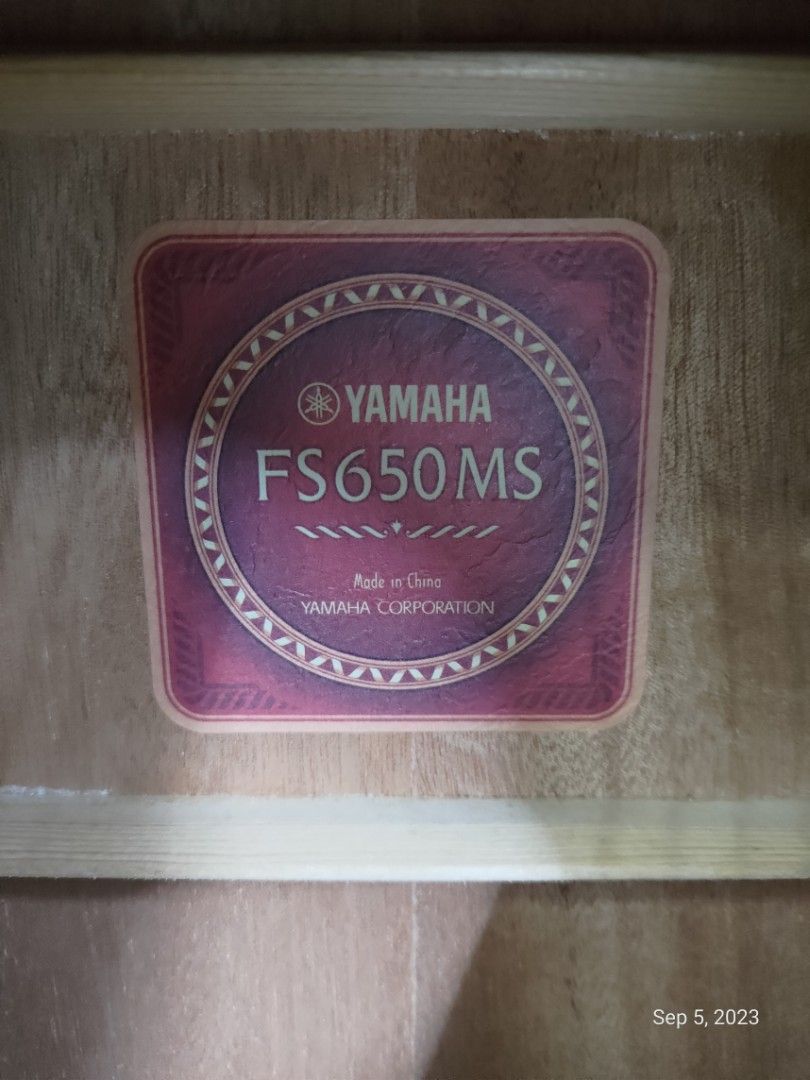 YAMAHA
FS650MS
Made in China
YAMAHA CORPORATION
Sep 5, 2023